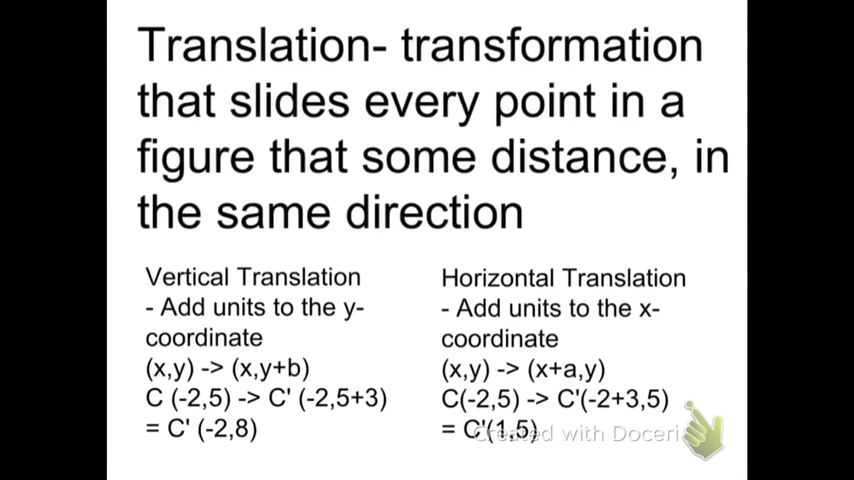 Translation- transformation
that slides every point in a
figure that some distance, in
the same direction
Vertical Translation
- Add units to the y-
coordinate
(x,y) -> (x,y+b)
C (-2,5) -> C' (-2,5+3)
= C' (-2,8)
Horizontal Translation
- Add units to the x-
coordinate
(x,y) -> (x+a,y)
C(-2,5) -> C'(-2+3,5)
= C'(1,5)
Created with Doceri